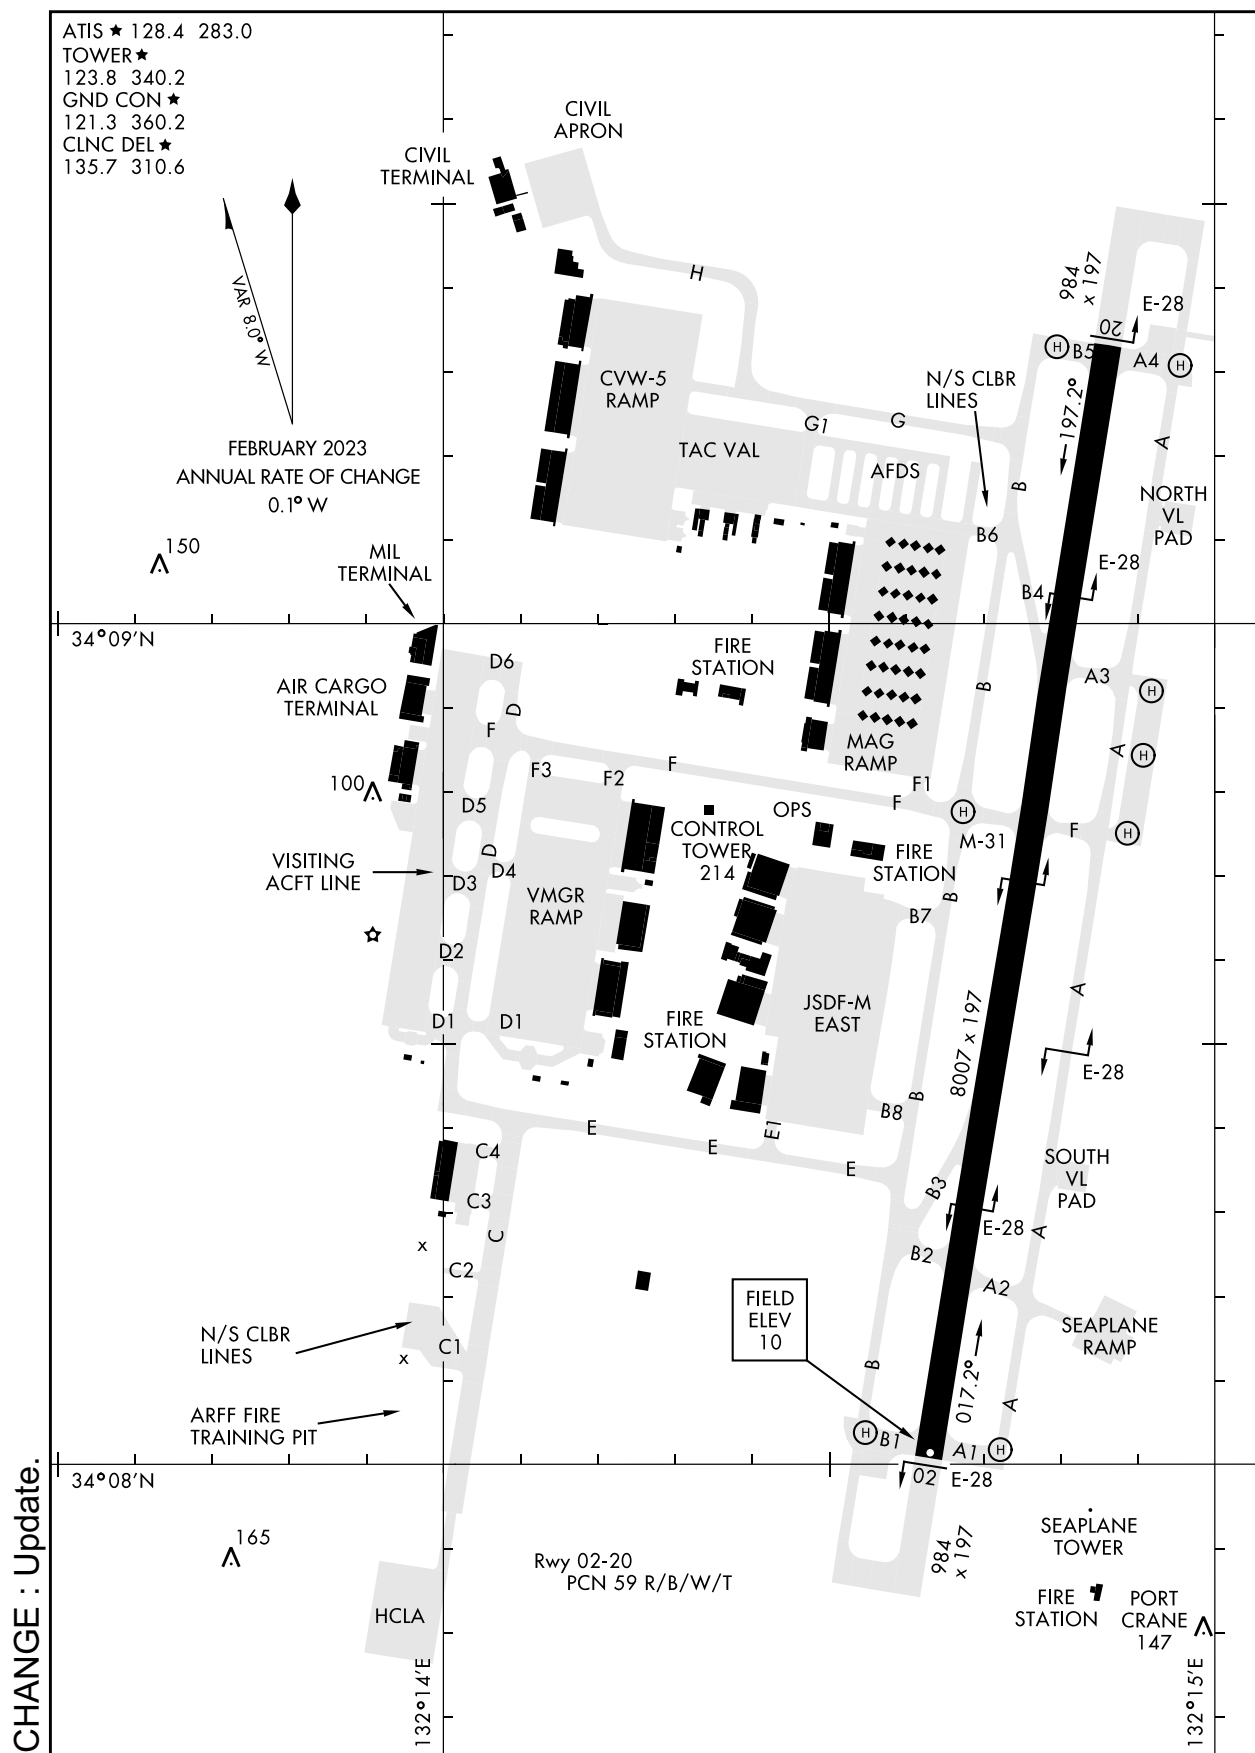 ATIS ★ 128.4 283.0
TOWER ★
123.8 340.2
GND CON ★
121.3 360.2
CLNC DEL ★
135.7 310.6
VAR 8.0° W
FEBRUARY 2023
ANNUAL RATE OF CHANGE
0.1° W
CIVIL
APRON
CIVIL
TERMINAL
H
984
x 197
E-28
20
H
B5
A4
H
197.2°
CVW-5
RAMP
N/S CLBR
LINES
G1
G
TAC VAL
AFDS
A
B
NORTH
VL
PAD
B6
150
MIL
TERMINAL
E-28
B4
34°09'N
FIRE
STATION
D6
AIR CARGO
TERMINAL
B
A3
H
D
F
MAG
RAMP
A
H
F
F3
F2
F1
F
100
D5
OPS
H
M-31
F
H
CONTROL
TOWER
214
FIRE
STATION
VISITING
ACFT LINE
D
D4
D3
VMGR
RAMP
B
B7
D2
A
JSDF-M
EAST
8007 x 197
D1
D1
FIRE
STATION
E-28
B
B8
E
E
E1
E
C4
C3
SOUTH
VL
PAD
B3
C
E-28
A
B2
C2
A2
FIELD
ELEV
10
N/S CLBR
LINES
C1
SEAPLANE
RAMP
x
x
B
017.2°
A
ARFF FIRE
TRAINING PIT
H
B1
A1
H
34°08'N
02
E-28
165
SEAPLANE
TOWER
984
x 197
Rwy 02-20
PCN 59 R/B/W/T
HCLA
FIRE
STATION
PORT
CRANE
147
132°14'E
132°15'E
CHANGE : Update.